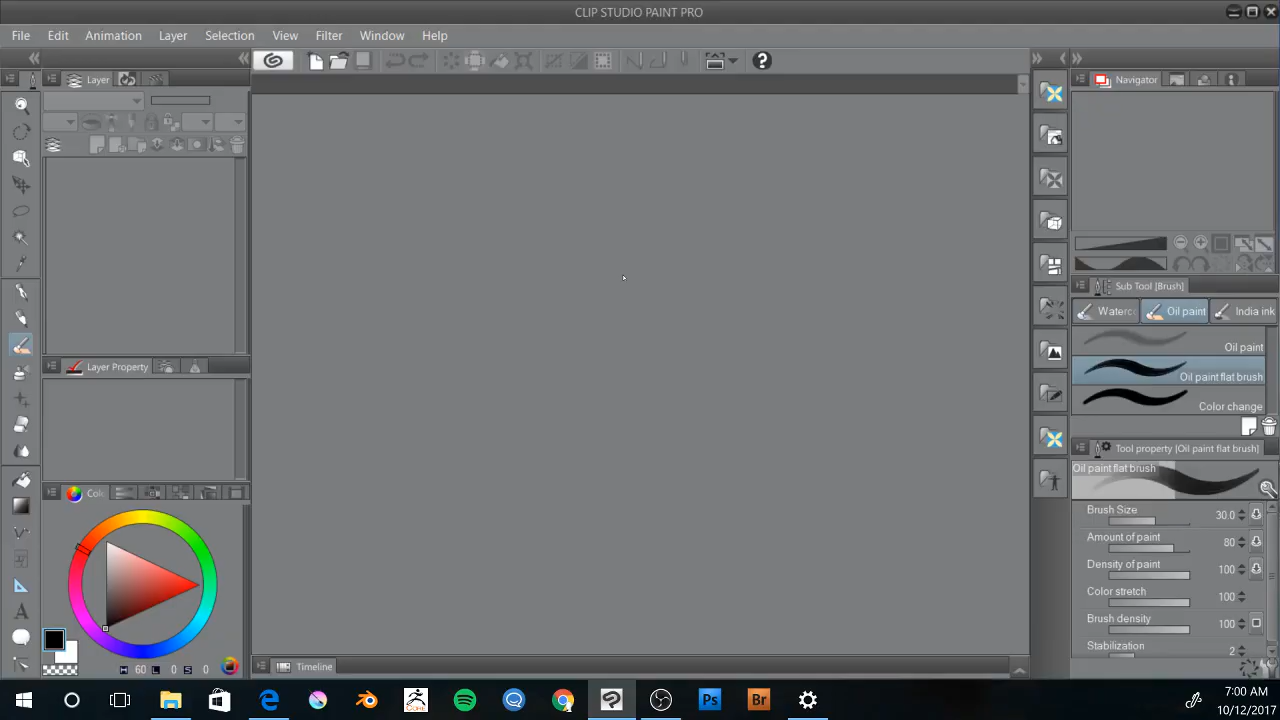 CLIP STUDIO PAINT PRO
File Edit Animation Layer Selection View Filter Window Help
Layer
Navigator
Sub Tool [Brush]
Oil paint India ink
Oil paint
Layer Property
Oil paint flat brush
Color change
Tool property [Oil paint flat brush]
Oil paint flat brush
Brush Size 30.0
Amount of paint 80
Density of paint 100
Color stretch 100
Brush density 100
Stabilization 2
H 60 L 0 S 0
Timeline
Ps Br
7:00 AM
10/12/2017